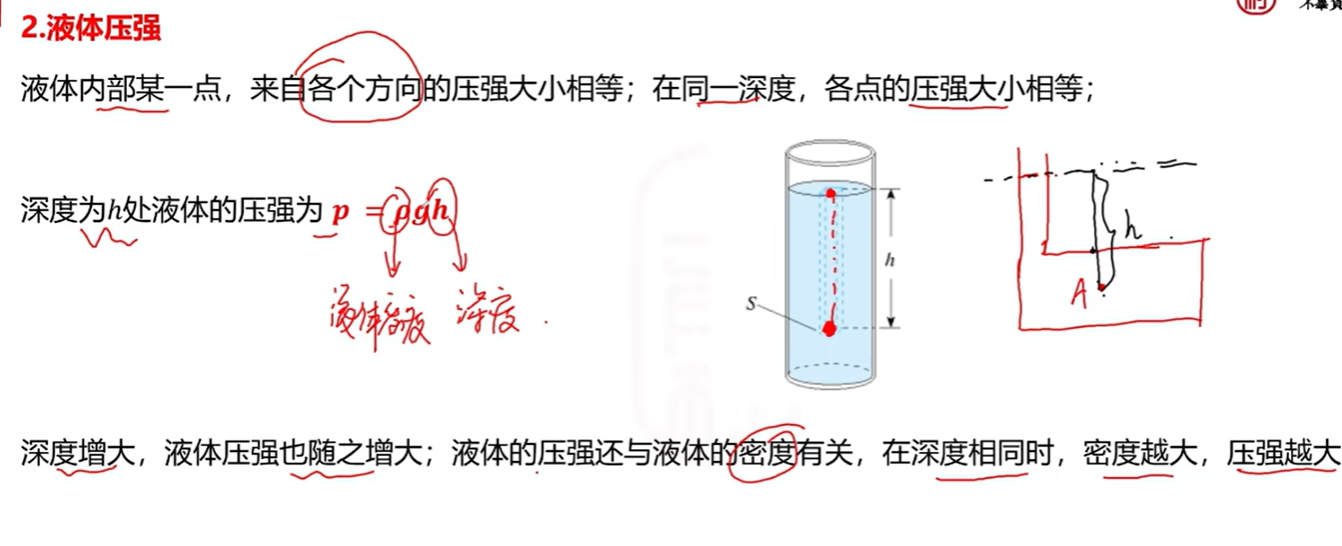 不暴
2.液体压强
液体内部某一点，来自各个方向的压强大小相等；在同一深度，各点的压强大小相等；
深度为h处液体的压强为 p = ρgh
液体密度 深度 .
S
h
h
A
深度增大，液体压强也随之增大；液体的压强还与液体的密度有关，在深度相同时，密度越大，压强越大